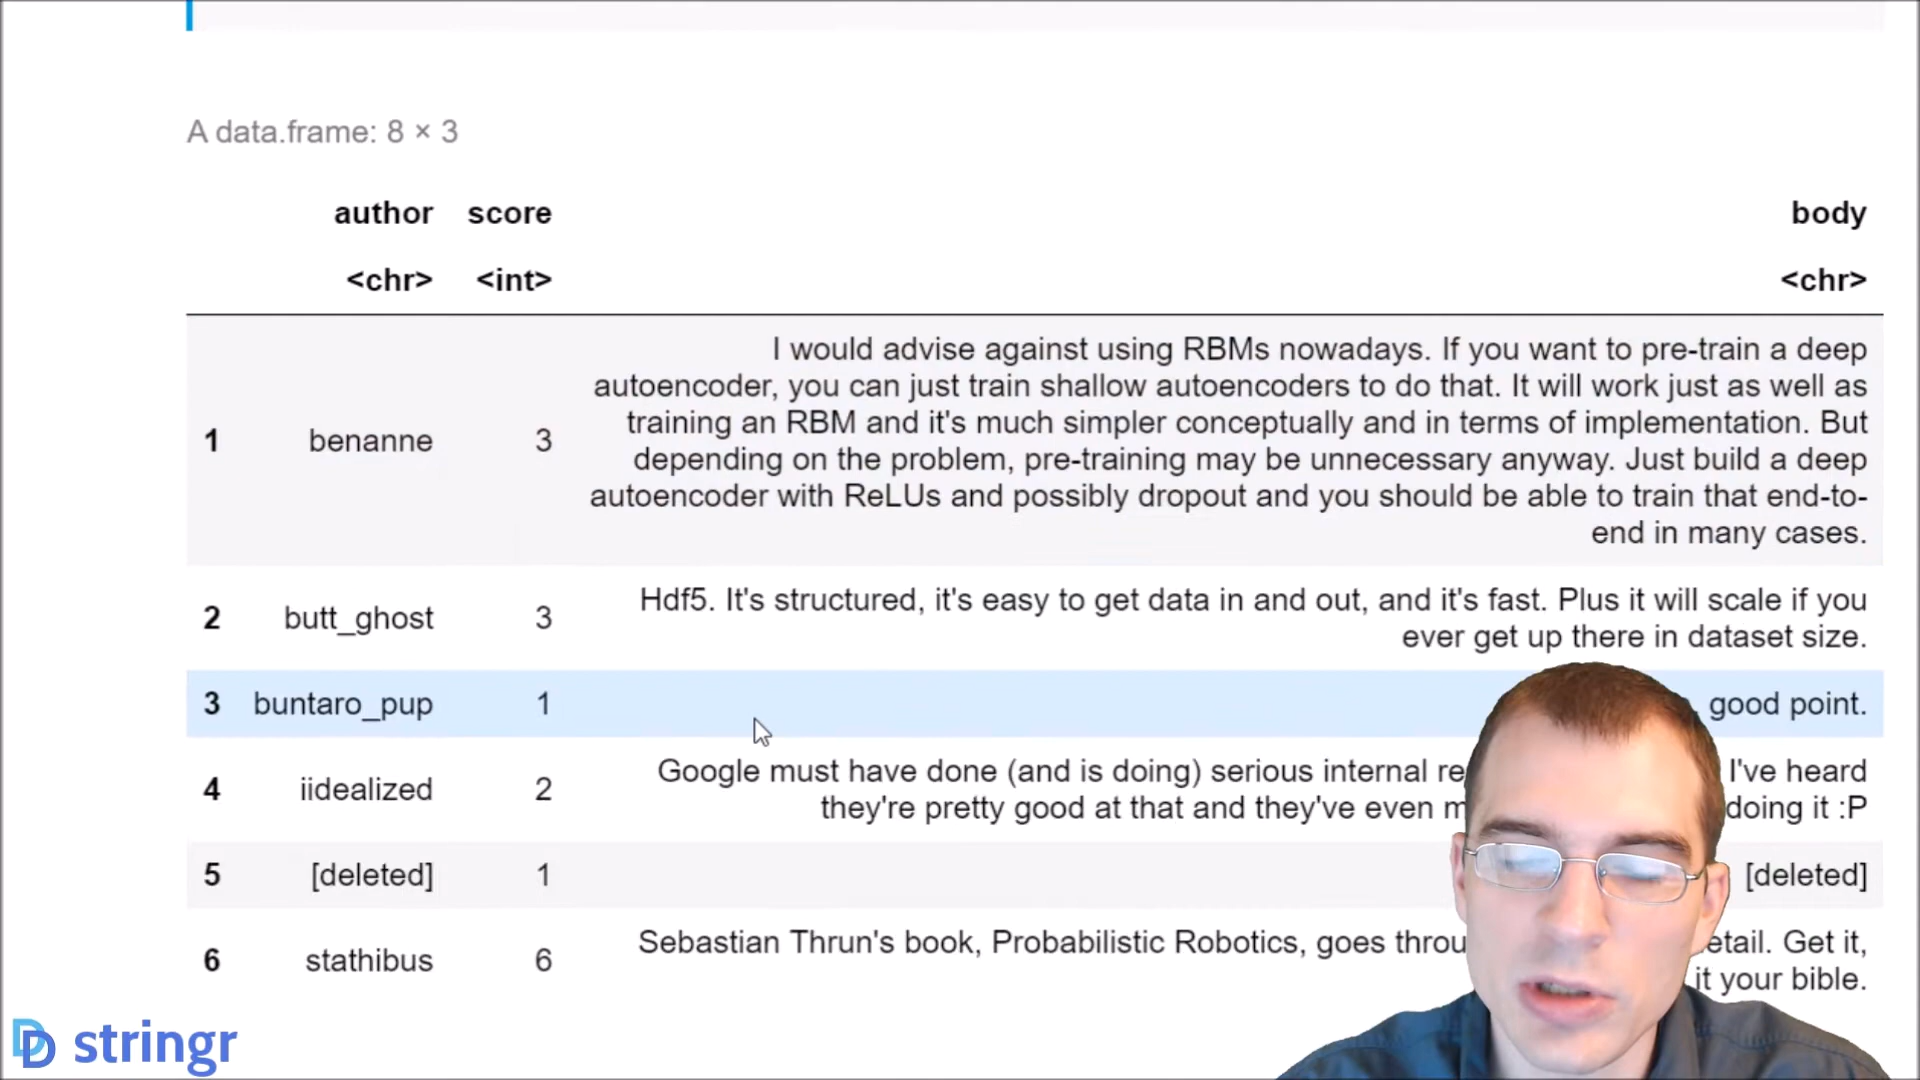 A data.frame: 8 × 3
author score body
<chr> <int> <chr>
I would advise against using RBMs nowadays. If you want to pre-train a deep
autoencoder, you can just train shallow autoencoders to do that. It will work just as well as
training an RBM and it's much simpler conceptually and in terms of implementation. But
1 benanne 3
depending on the problem, pre-training may be unnecessary anyway. Just build a deep
autoencoder with ReLUs and possibly dropout and you should be able to train that end-to-
end in many cases.
2 butt_ghost 3
Hdf5. It's structured, it's easy to get data in and out, and it's fast. Plus it will scale if you
ever get up there in dataset size.
3 buntaro_pup 1 good point.
4 iidealized 2
Google must have done (and is doing) serious internal I've heard
they're pretty good at that and they've even doing it :P
5 [deleted] 1 [deleted]
6 stathibus 6
Sebastian Thrun's book, Probabilistic Robotics, goes Get it,
it your bible.
D stringr